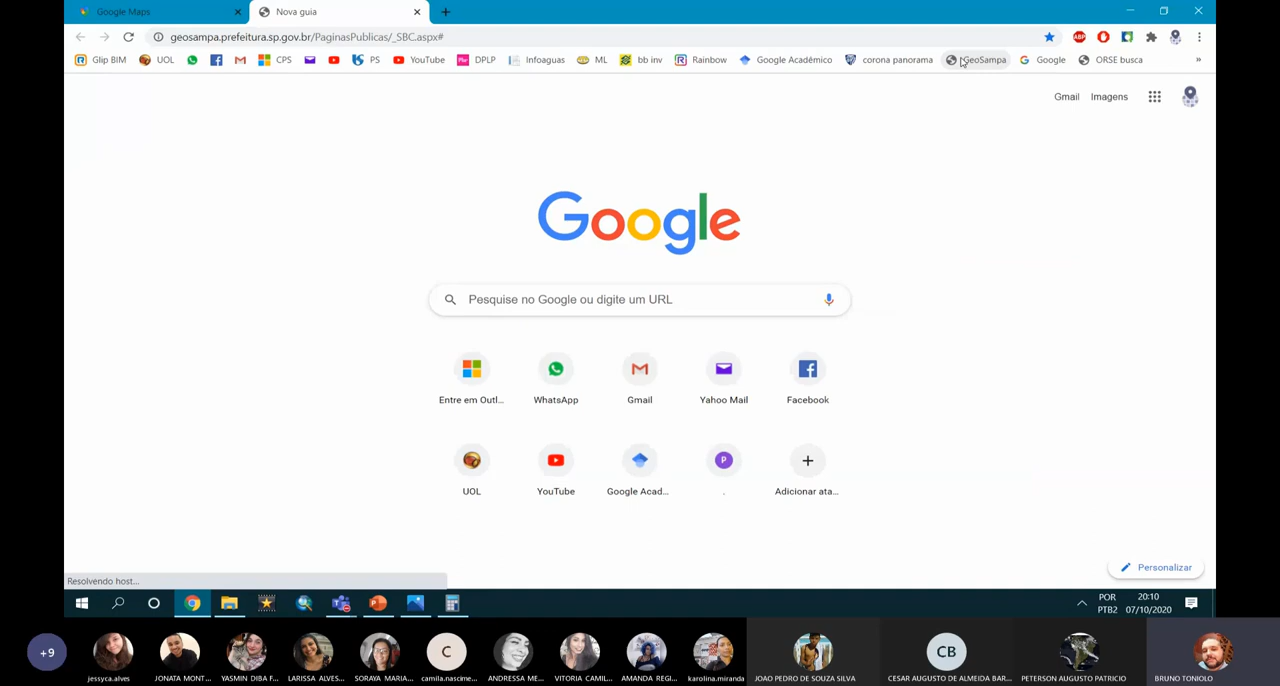 Google Maps
Nova guia
geosampa.prefeitura.sp.gov.br/PaginasPublicas/_SBC.aspx#
Glip BIM UOL CPS PS YouTube DPLP Infoaguas ML bb inv Rainbow Google Acadêmico corona panorama GeoSampa Google ORSE busca »
Gmail Imagens
Google
Pesquise no Google ou digite um URL
Entre em Outl... WhatsApp Gmail Yahoo Mail Facebook
P
UOL YouTube Google Acad... . Adicionar ata...
Personalizar
Resolvendo host...
POR 20:10
PTB2 07/10/2020
+9 C CB
jessyca.alves JONATA MONT... YASMIN DIBA F... LARISSA ALVES... SORAYA MARIA... camila.nascime... ANDRESSA ME... VITORIA CAMIL... AMANDA REGI... karolina.miranda JOAO PEDRO DE SOUZA SILVA CESAR AUGUSTO DE ALMEIDA BAR... PETERSON AUGUSTO PATRICIO BRUNO TONIOLO